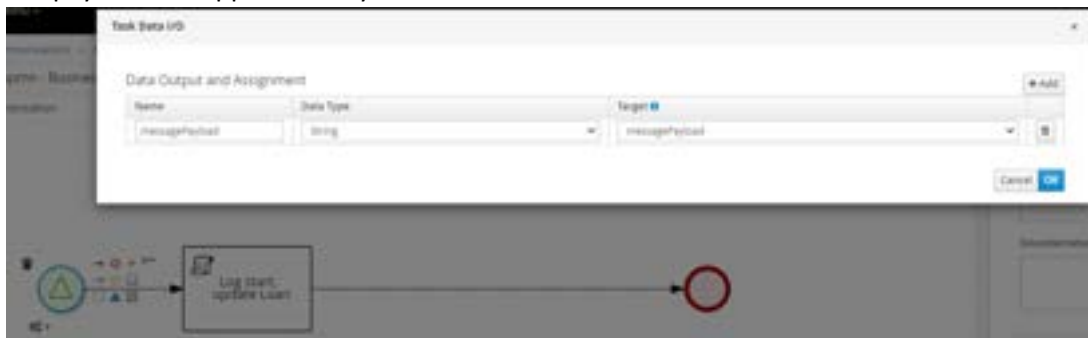 Task Data I/O
Data Output and Assignment
+ Add
Name
Data Type
Target
messagePayload
String
messagePayload
Cancel
OK
Log start,
update Loan